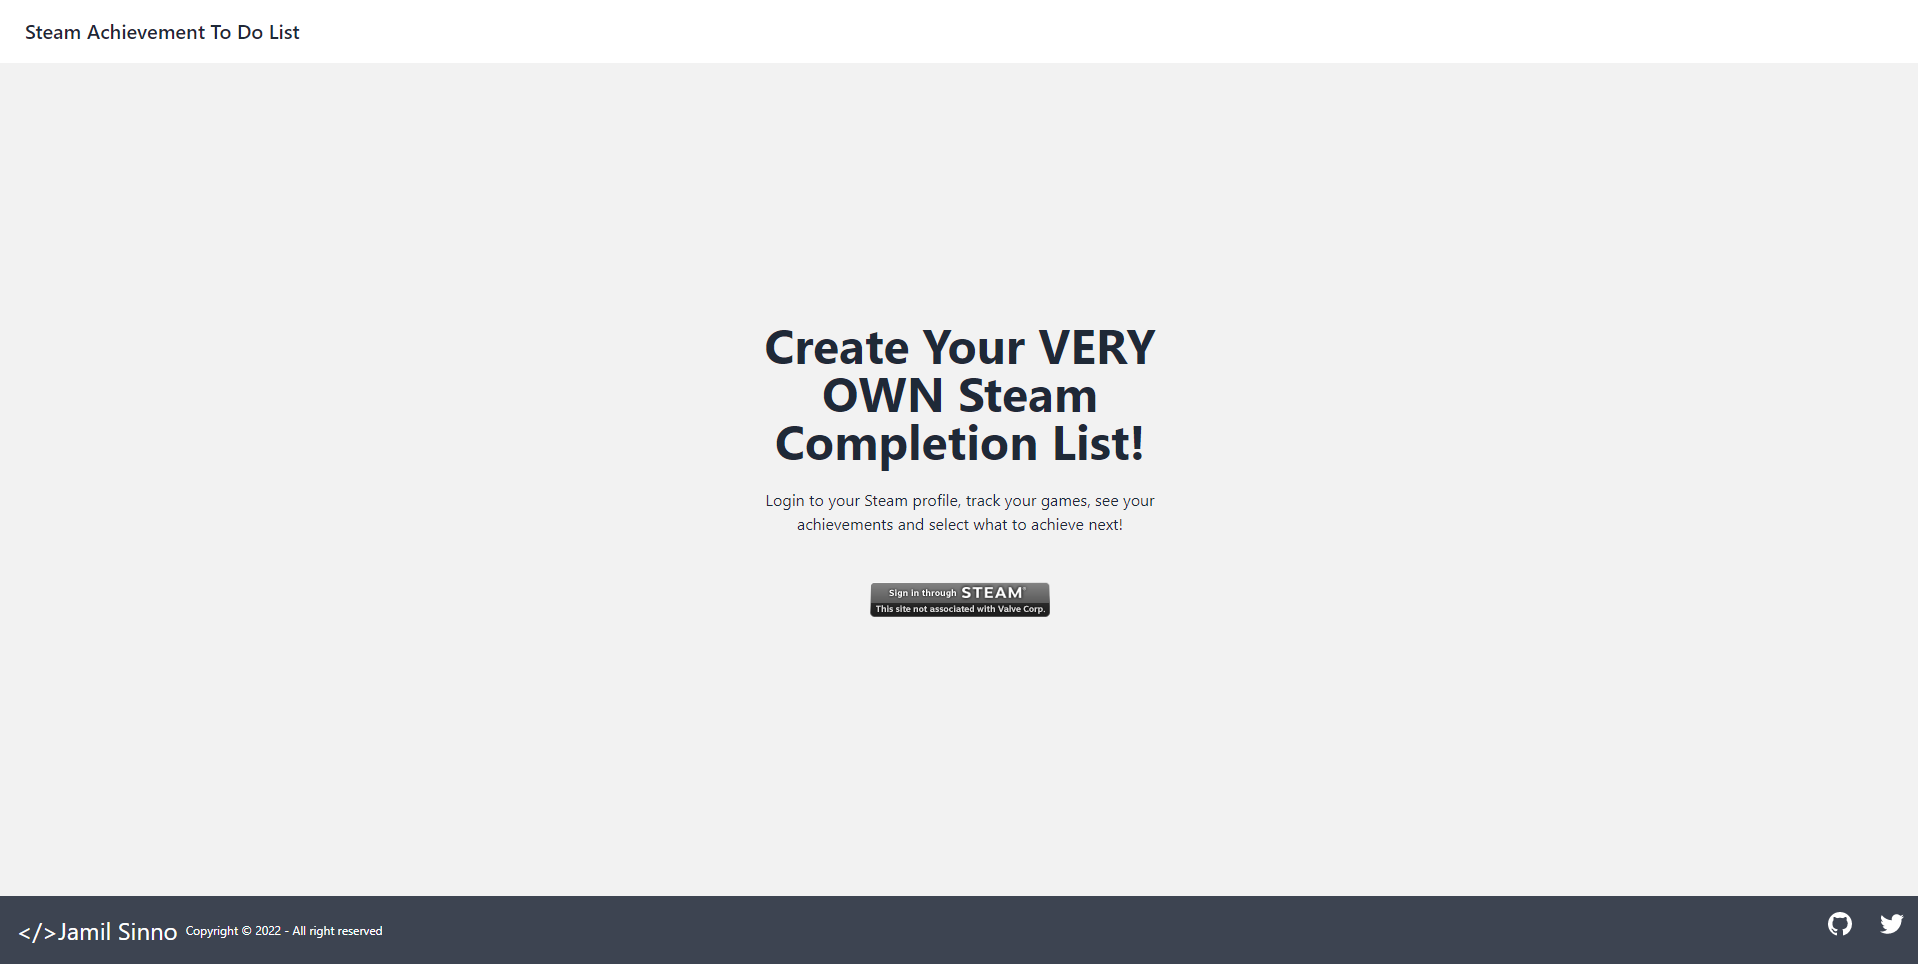 Steam Achievement To Do List
Create Your VERY
OWN Steam
Completion List!
Login to your Steam profile, track your games, see your
achievements and select what to achieve next!
Sign in through STEAM®
This site not associated with Valve Corp.
</>Jamil Sinno Copyright © 2022 - All right reserved